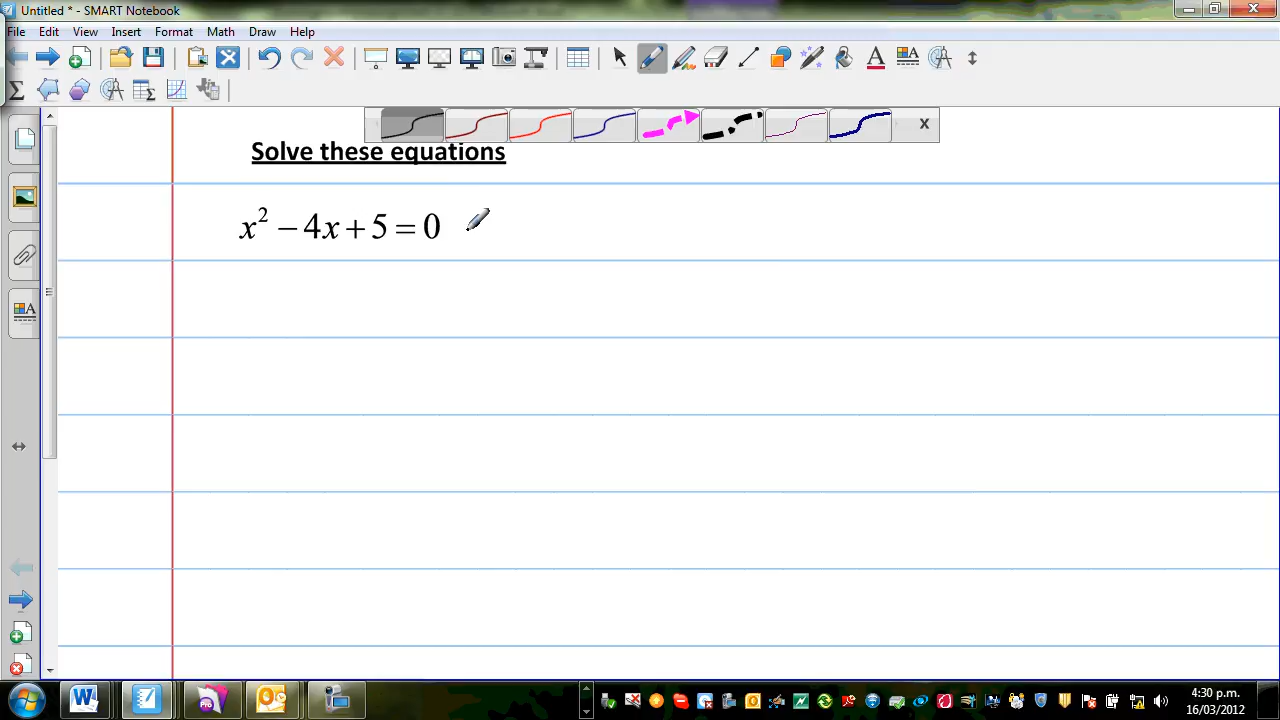 Untitled * - SMART Notebook
File Edit View Insert Format Math Draw Help
Solve these equations
x² − 4x + 5 = 0
4:30 p.m.
16/03/2012